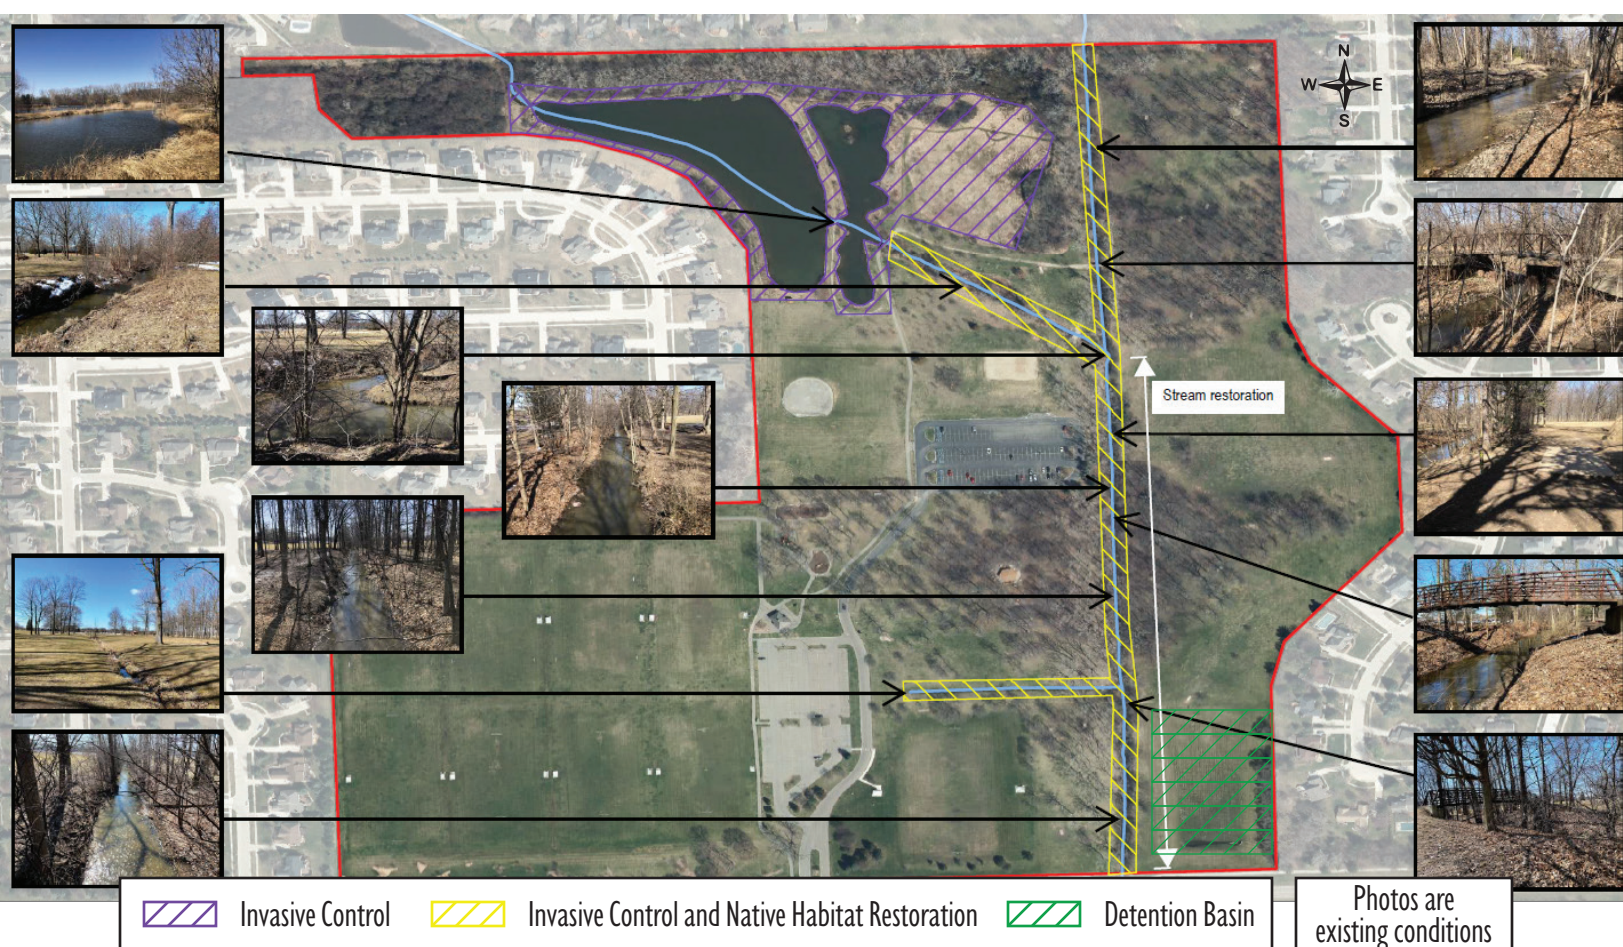 N
W E
S
Stream restoration
Invasive Control
Invasive Control and Native Habitat Restoration
Detention Basin
Photos are
existing conditions